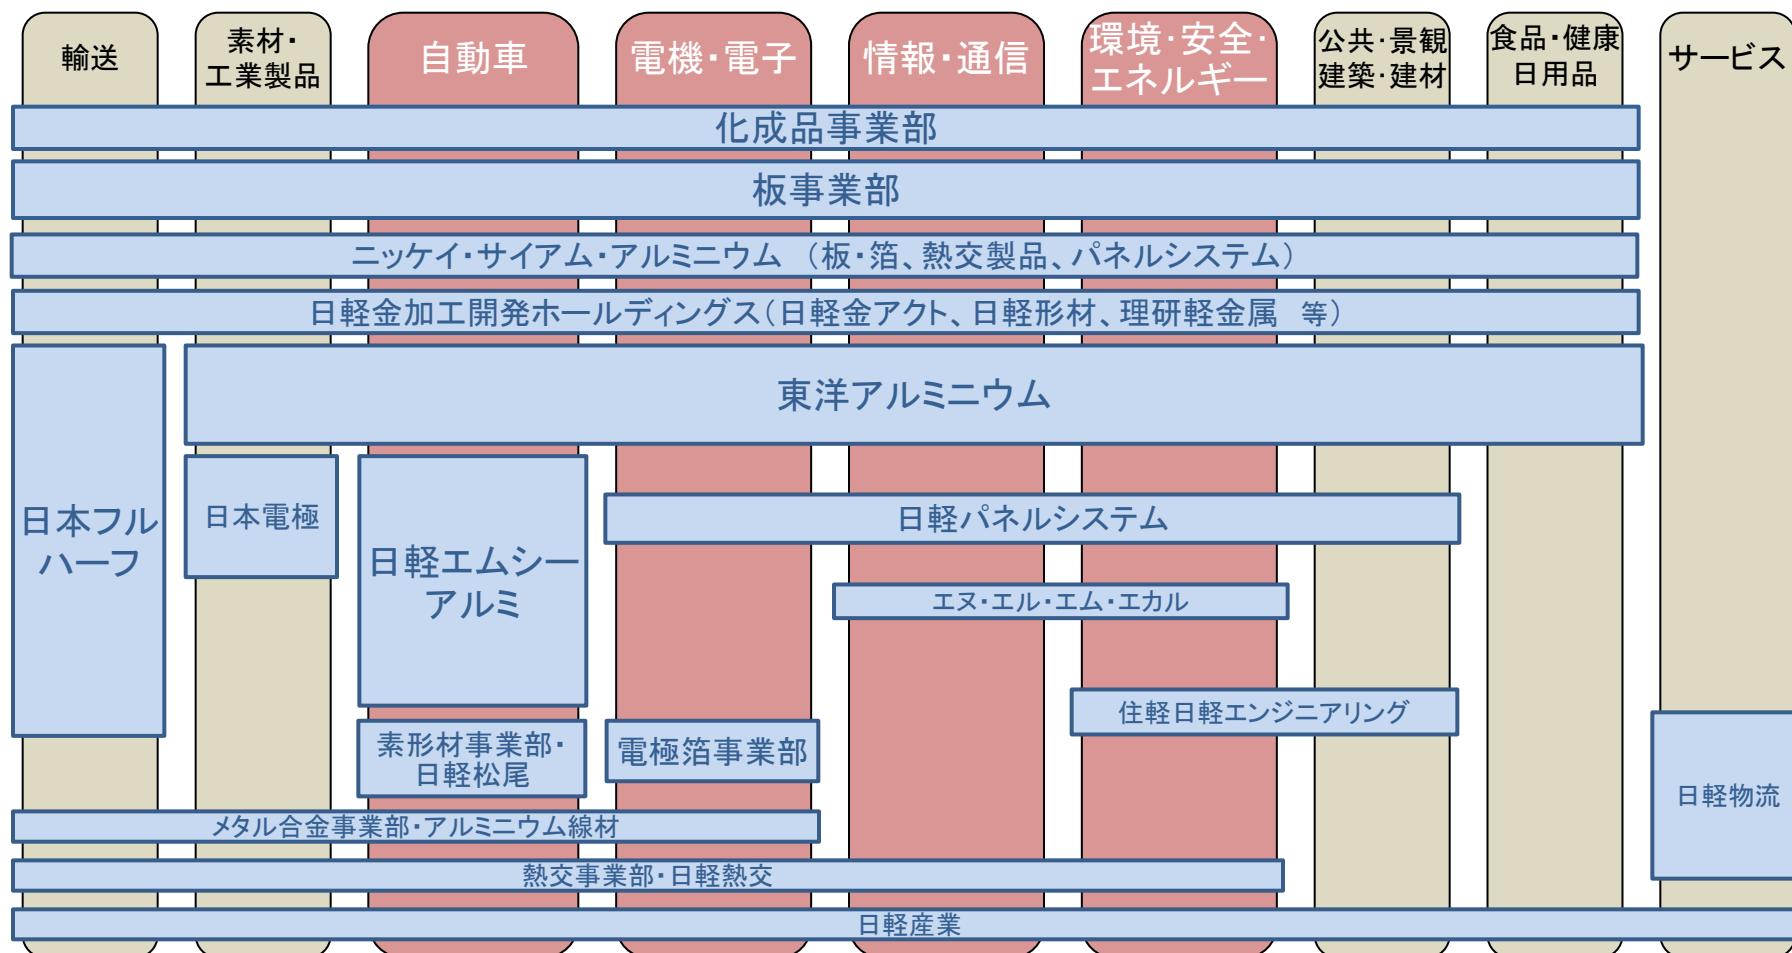 輸送
素材・
工業製品
自動車
電機・電子
情報・通信
環境・安全・
エネルギー
公共・景観
建築・建材
食品・健康
日用品
サービス
化成品事業部
板事業部
ニッケイ・サイアム・アルミニウム （板・箔、熱交製品、パネルシステム）
日軽金加工開発ホールディングス（日軽金アクト、日軽形材、理研軽金属 等）
東洋アルミニウム
日本フル
ハーフ
日本電極
日軽エムシー
アルミ
日軽パネルシステム
エヌ・エル・エム・エカル
住軽日軽エンジニアリング
素形材事業部・
日軽松尾
電極箔事業部
日軽物流
メタル合金事業部・アルミニウム線材
熱交事業部・日軽熱交
日軽産業